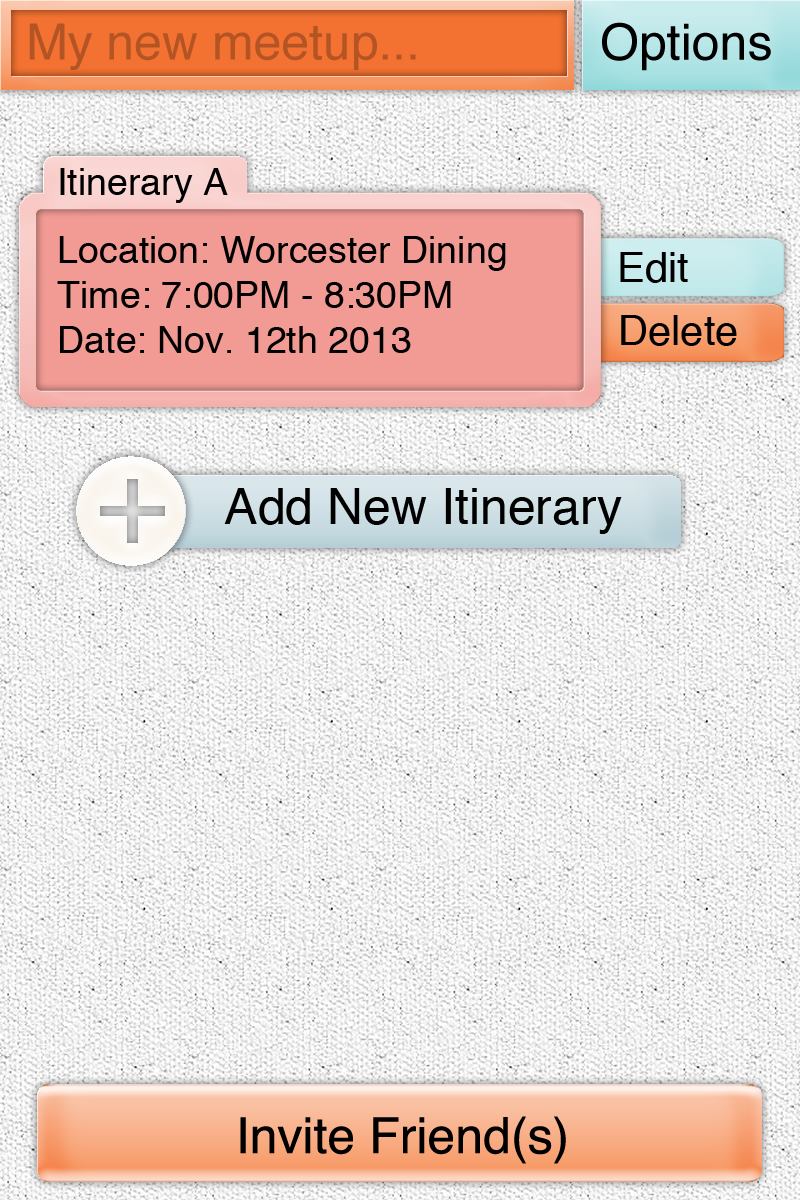 My new meetup...
Options
Itinerary A
Location: Worcester Dining
Time: 7:00PM - 8:30PM
Date: Nov. 12th 2013
Edit
Delete
Add New Itinerary
Invite Friend(s)